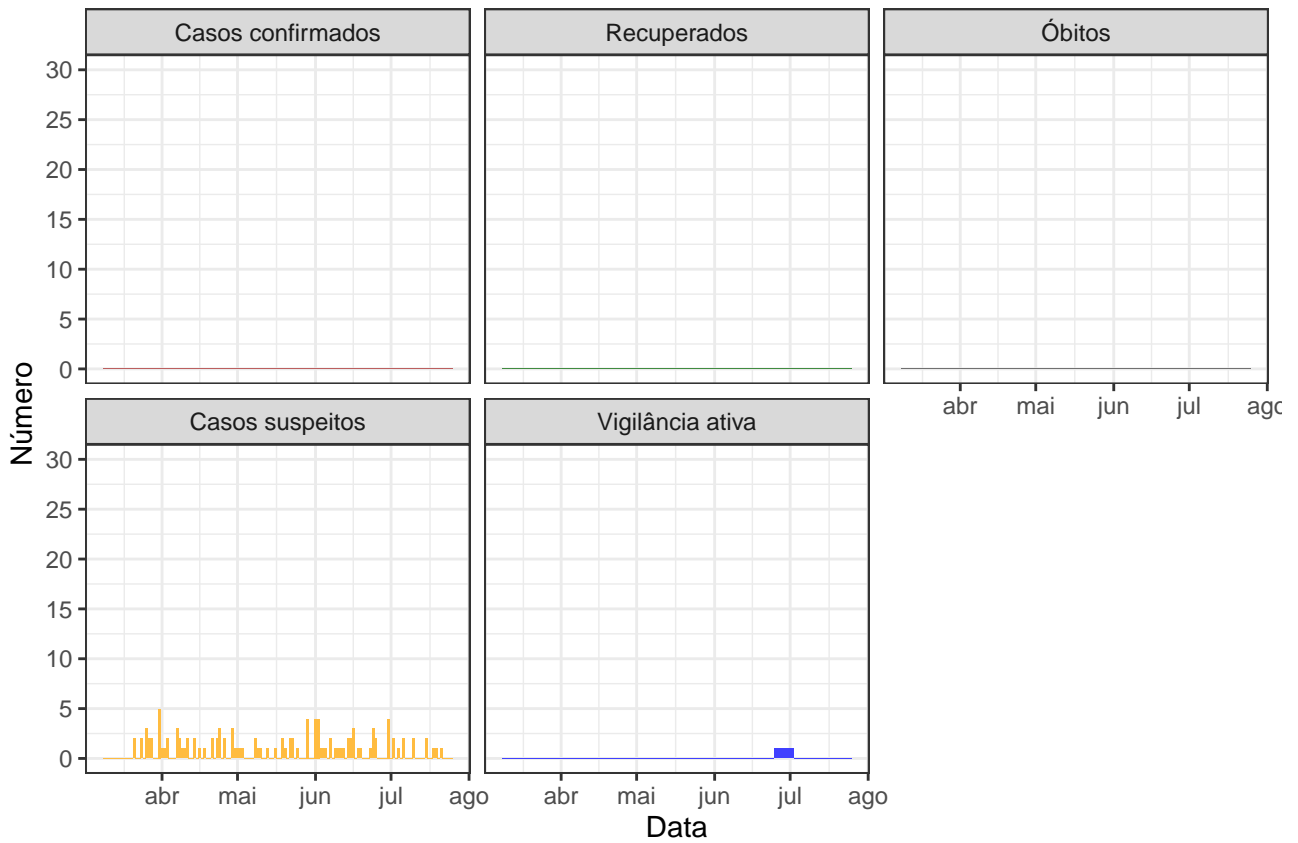 Casos confirmados
Recuperados
Óbitos
30
25
20
15
10
5
0
abr mai jun jul ago
Número
Casos suspeitos
Vigilância ativa
30
25
20
15
10
5
0
abr mai jun jul ago
abr mai jun jul ago
Data